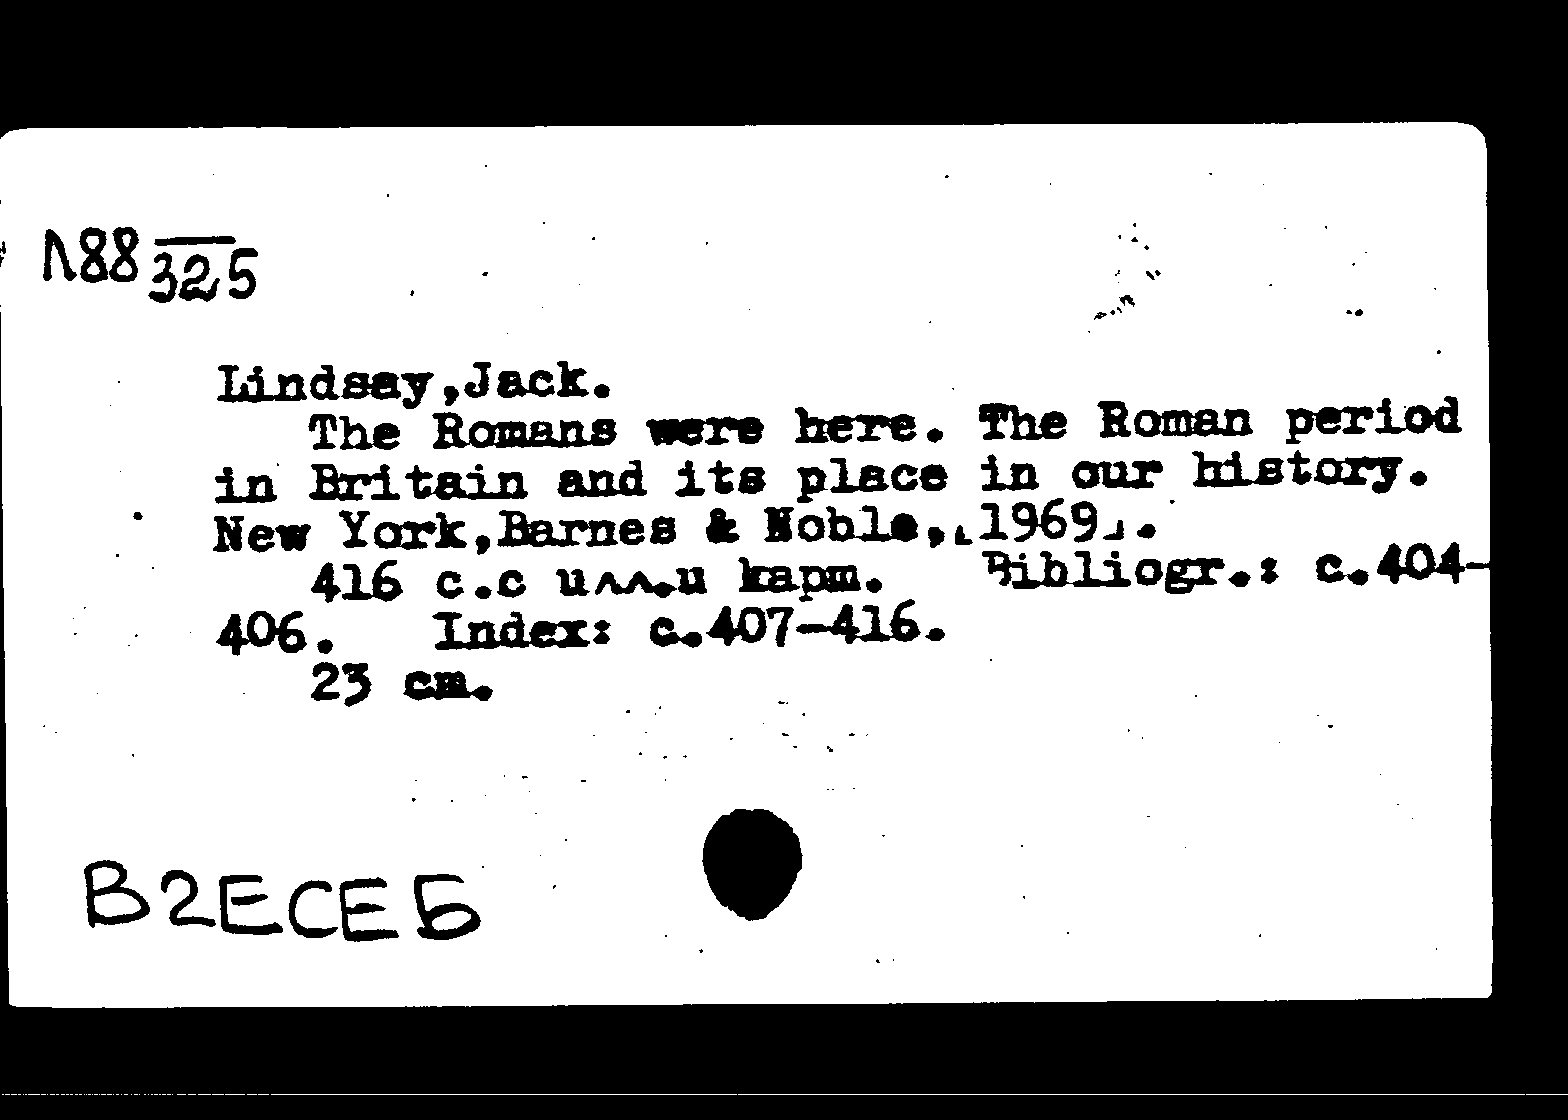 Л88 325
Lindsay,Jack.
The Romans were here. The Roman period
in Britain and its place in our history.
New York,Barnes & Noble,⌞1969⌟.
416 c.c илл.и карт. Bibliogr.: c.404-
406. Index: c.407-416.
23 cm.
В2ЕСЕБ